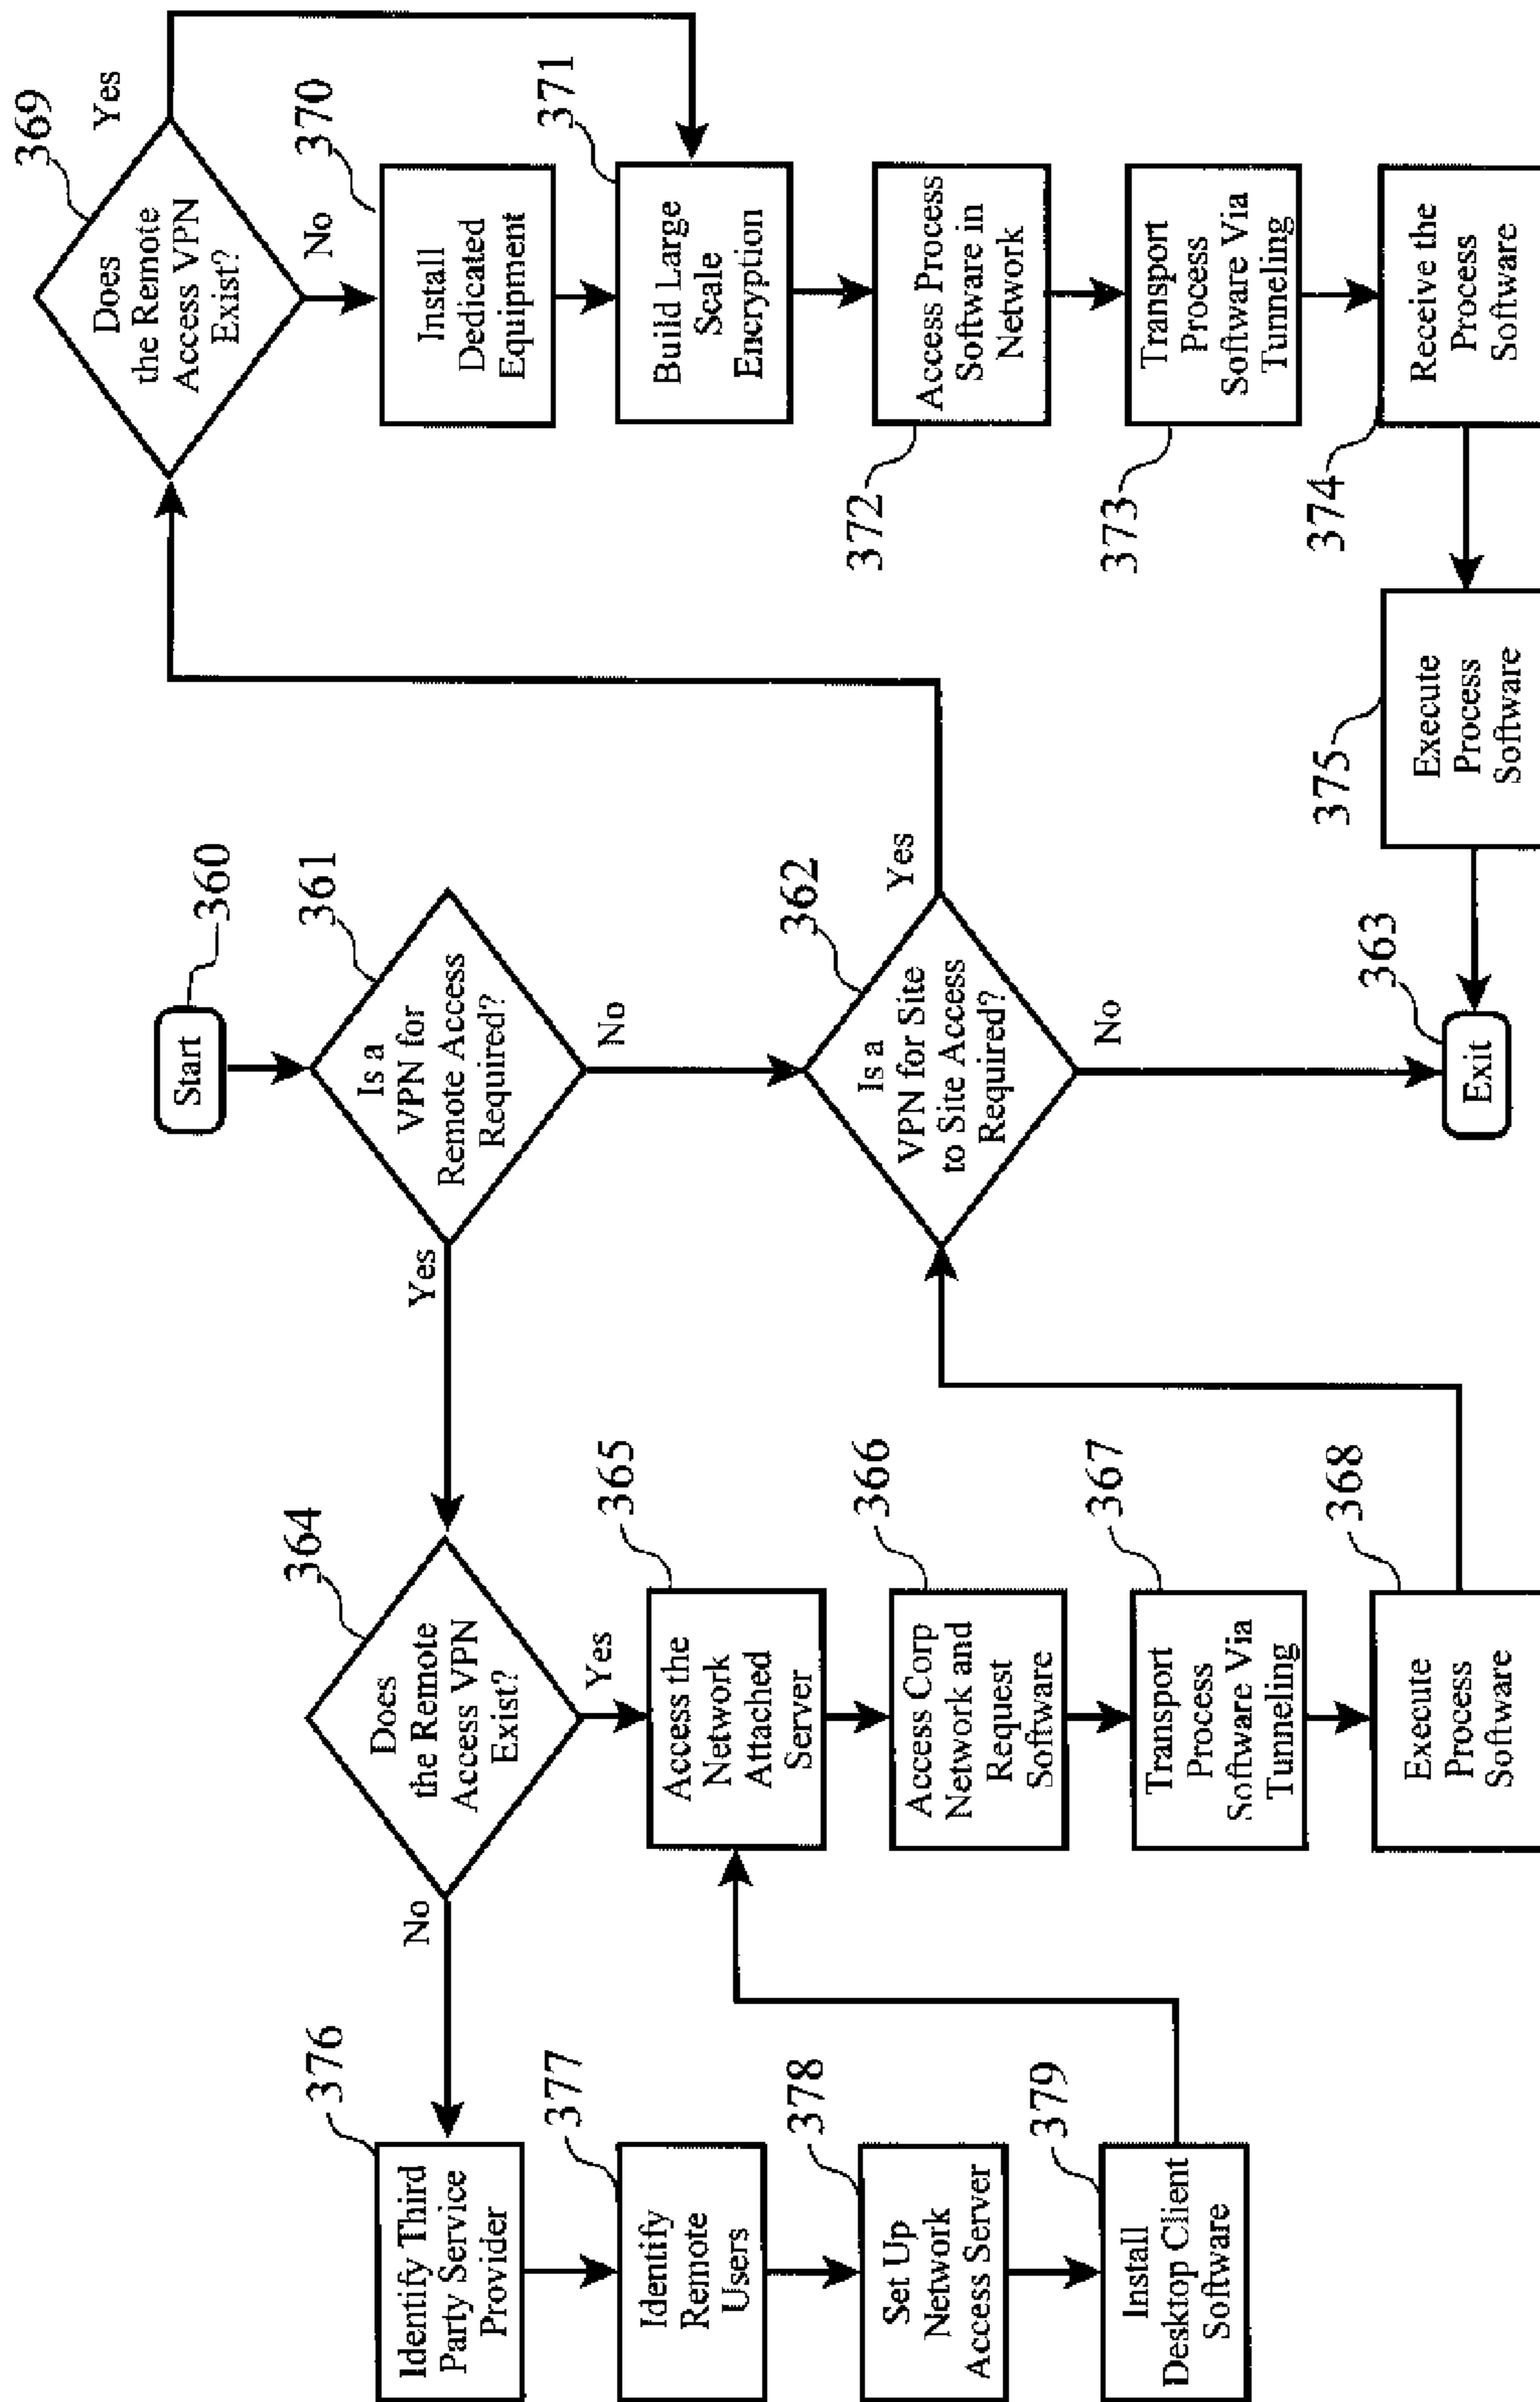 360
Start
361
Is a
VPN for
Remote Access
Required?
Yes
No
362
Is a
VPN for Site
to Site Access
Required?
Yes
No
363
Exit
364
Does
the Remote
Access VPN
Exist?
No
Yes
365
Access the
Network
Attached
Server
366
Access Corp
Network and
Request
Software
367
Transport
Process
Software Via
Tunneling
368
Execute
Process
Software
369
Does
the Remote
Access VPN
Exist?
Yes
No
370
Install
Dedicated
Equipment
371
Build Large
Scale
Encryption
372
Access Process
Software in
Network
373
Transport
Process
Software Via
Tunneling
374
Receive the
Process
Software
375
Execute
Process
Software
376
Identify Third
Party Service
Provider
377
Identify
Remote
Users
378
Set Up
Network
Access Server
379
Install
Desktop Client
Software